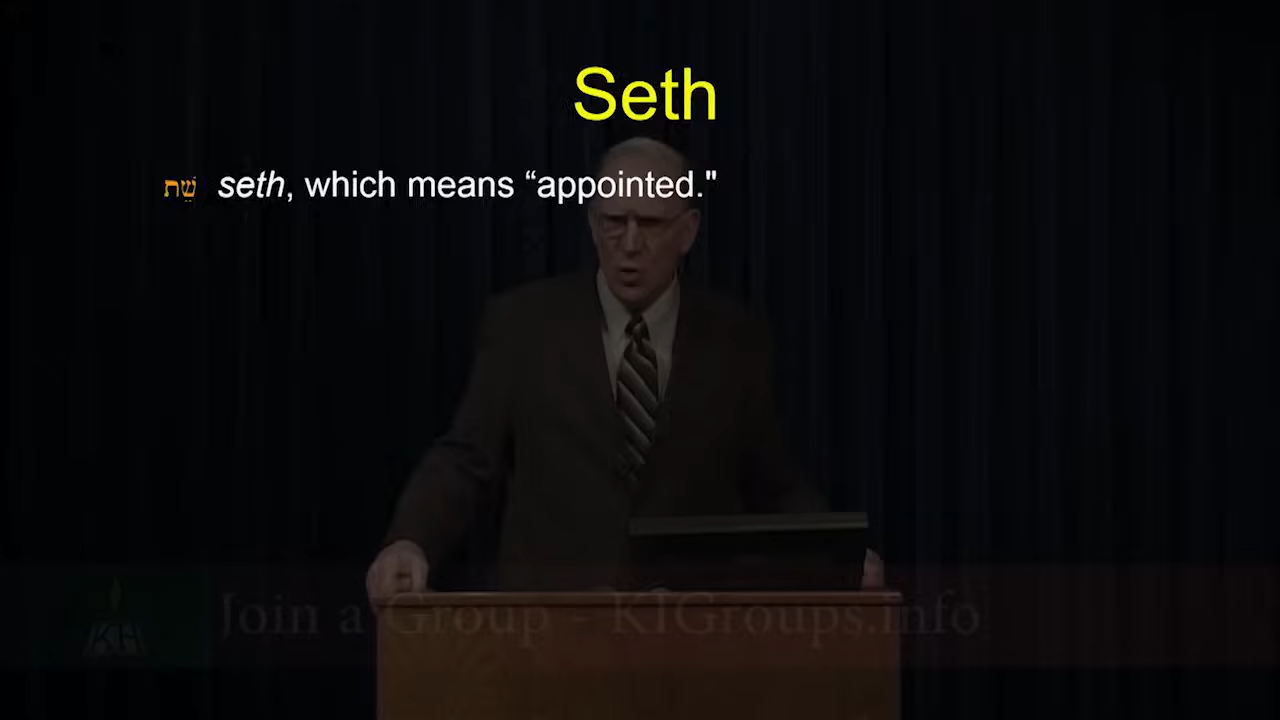 Seth
שֵׁת seth, which means “appointed."
Join a Group - KIGroups.info